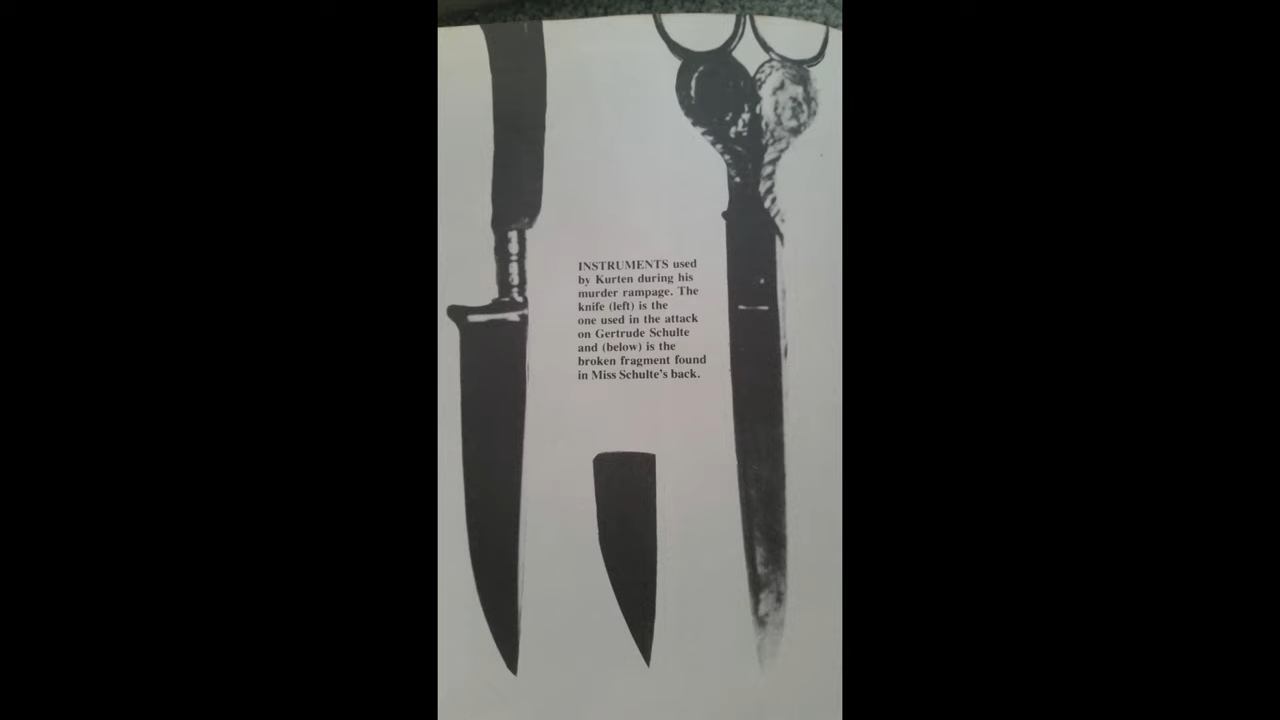 INSTRUMENTS used
by Kurten during his
murder rampage. The
knife (left) is the
one used in the attack
on Gertrude Schulte
and (below) is the
broken fragment found
in Miss Schulte's back.